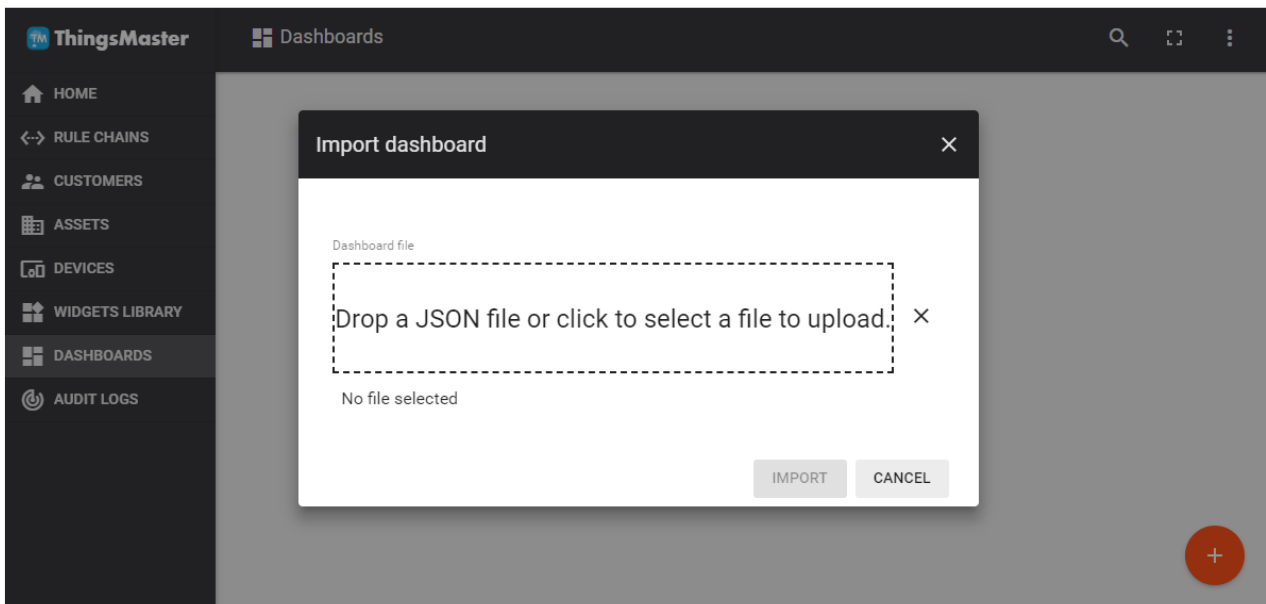 ThingsMaster
Dashboards
HOME
RULE CHAINS
CUSTOMERS
ASSETS
DEVICES
WIDGETS LIBRARY
DASHBOARDS
AUDIT LOGS
Import dashboard
Dashboard file
Drop a JSON file or click to select a file to upload.
No file selected
IMPORT
CANCEL